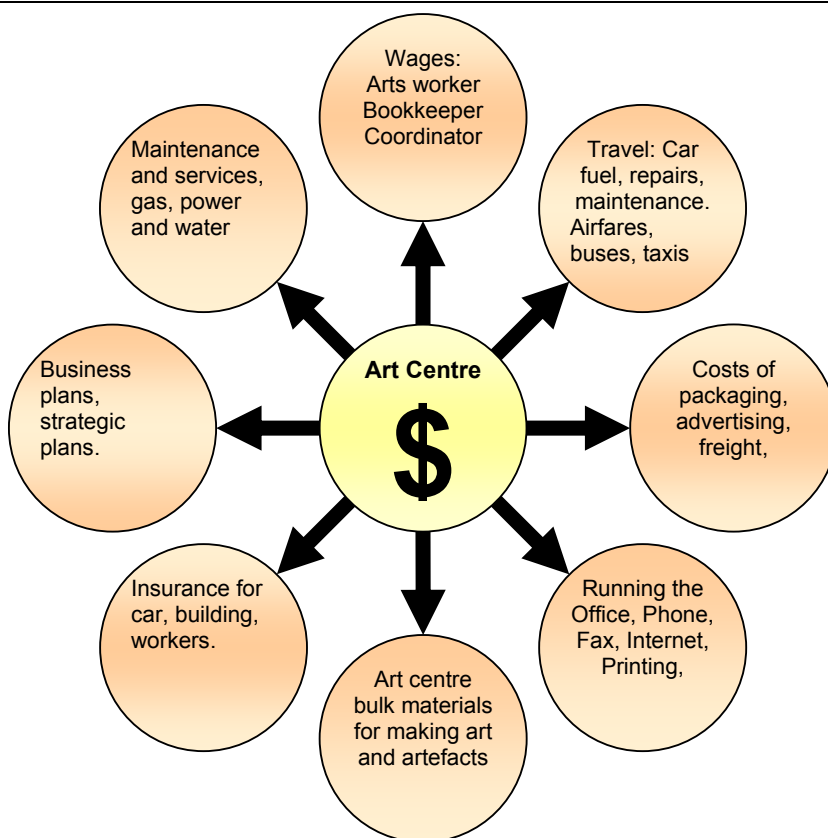 Wages:
Arts worker
Bookkeeper
Coordinator
Travel: Car
fuel, repairs,
maintenance.
Airfares,
buses, taxis
Costs of
packaging,
advertising,
freight,
Running the
Office, Phone,
Fax, Internet,
Printing,
Art centre
bulk materials
for making art
and artefacts
Insurance for
car, building,
workers.
Business
plans,
strategic
plans.
Maintenance
and services,
gas, power
and water
Art Centre
$